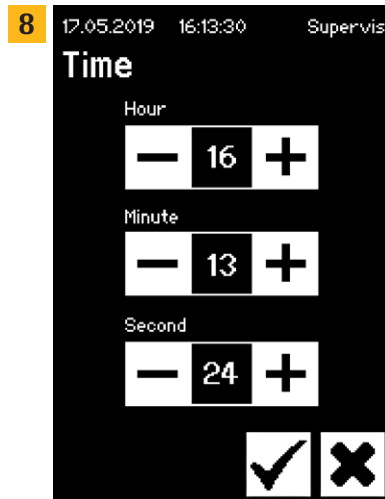 8
17.05.2019 16:13:30 Supervis
Time
Hour
− 16 +
Minute
− 13 +
Second
− 24 +